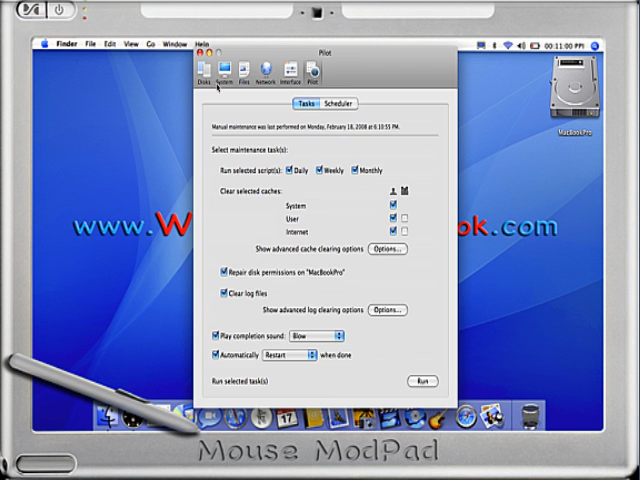 Finder File Edit View Go Window Help
00:11:00 PM
Pilot
Disks System Files Network Interface Pilot
Tasks Scheduler
MacBookPro
Manual maintenance was last performed on Monday, February 18, 2008 at 6:10:55 PM.
Select maintenance task(s):
Run selected script(s): Daily Weekly Monthly
Clear selected caches:
System
User
Internet
www.W ok.com
Show advanced cache clearing options Options...
Repair disk permissions on "MacBookPro"
Clear log files
Show advanced log clearing options Options...
Play completion sound: Blow
Automatically Restart when done
Run selected task(s) Run
17
Mouse ModPad